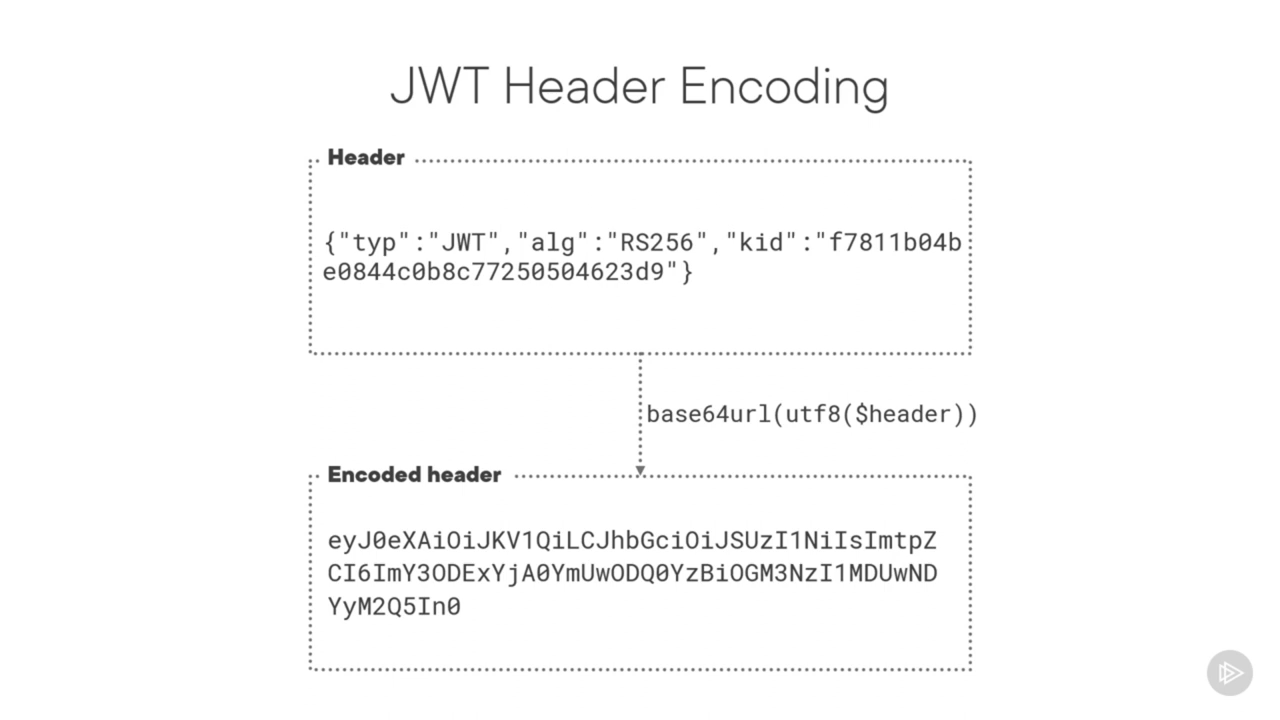 JWT Header Encoding
Header
{"typ":"JWT","alg":"RS256","kid":"f7811b04b
e0844c0b8c77250504623d9"}
base64url(utf8($header))
Encoded header
eyJ0eXAiOiJKV1QiLCJhbGciOiJSUzI1NiIsImtpZ
CI6ImY3ODExYjA0YmUwODQ0YzBiOGM3NzI1MDUwND
YyM2Q5In0